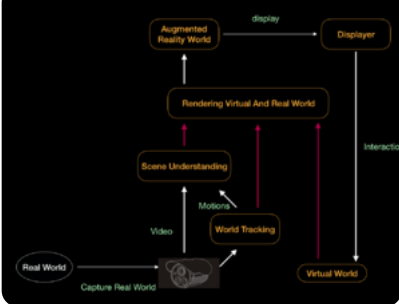 display
Augmented
Reality World
Displayer
Rendering Virtual And Real World
Interactio
Scene Understanding
Motions
Video
World Tracking
Real World
Capture Real World
Virtual World